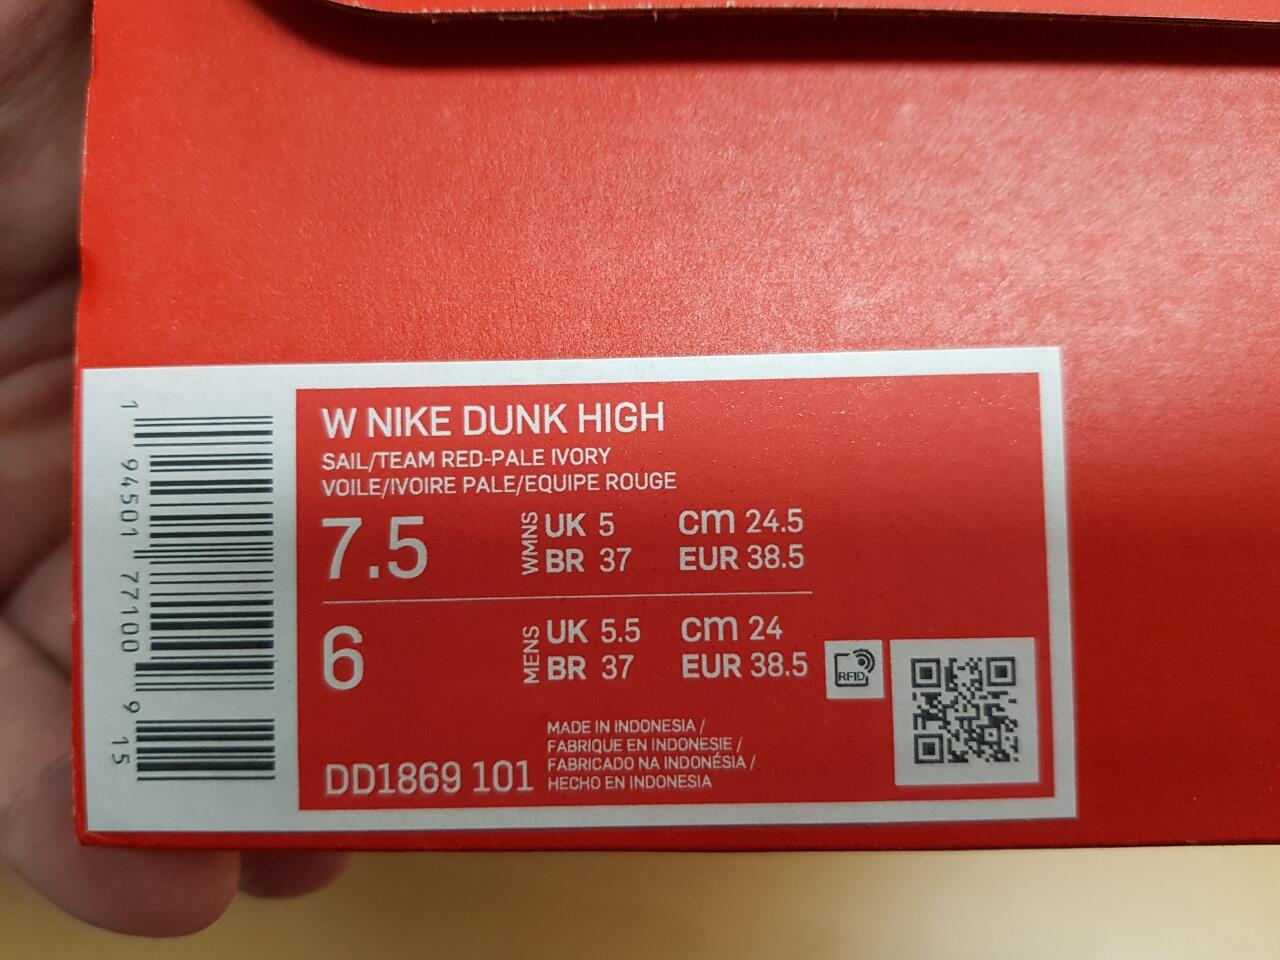 W NIKE DUNK HIGH
SAIL/TEAM RED-PALE IVORY
VOILE/IVOIRE PALE/EQUIPE ROUGE
7.5 WMNS UK 5 cm 24.5
BR 37 EUR 38.5
6 MENS UK 5.5 cm 24
BR 37 EUR 38.5
RFID
MADE IN INDONESIA /
FABRIQUE EN INDONESIE /
FABRICADO NA INDONÉSIA /
HECHO EN INDONESIA
DD1869 101
1 94501 77100 9 15